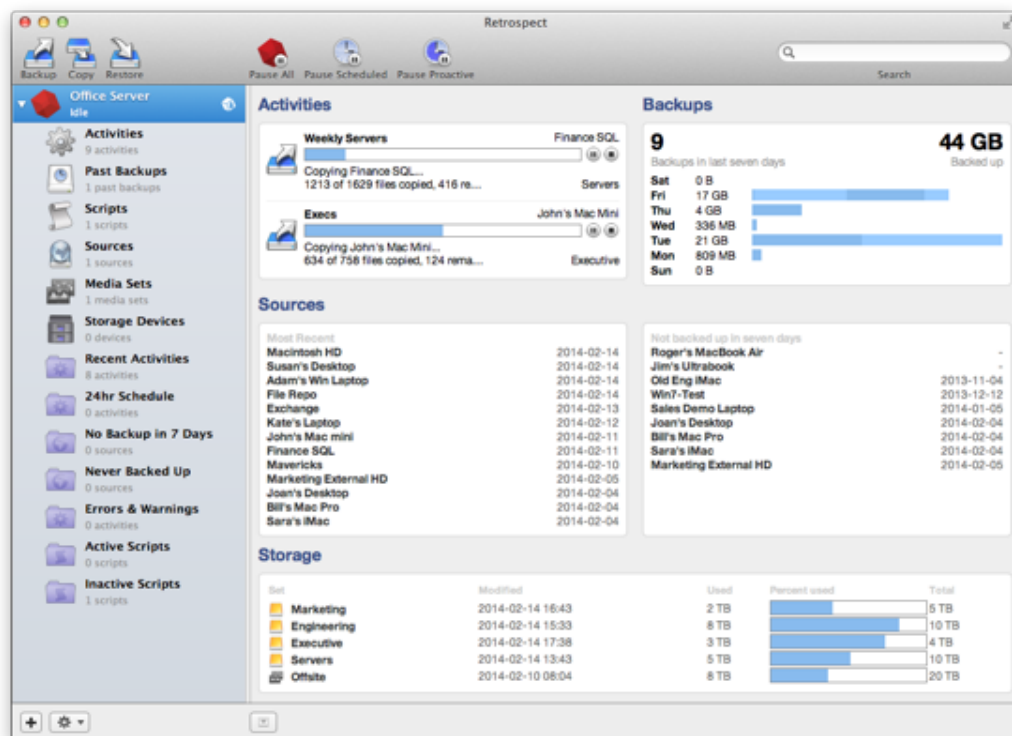 Retrospect
Backup Copy Restore Pause All Pause Scheduled Pause Proactive Search
Office Server
Idle
Activities
9 activities
Past Backups
1 past backups
Scripts
1 scripts
Sources
1 sources
Media Sets
1 media sets
Storage Devices
0 devices
Recent Activities
8 activities
24hr Schedule
0 activities
No Backup in 7 Days
0 sources
Never Backed Up
0 sources
Errors & Warnings
0 activities
Active Scripts
0 scripts
Inactive Scripts
1 scripts
Activities
Weekly Servers Finance SQL
Copying Finance SQL...
1213 of 1629 files copied, 416 re.... Servers
Execs John's Mac Mini
Copying John's Mac Mini...
634 of 758 files copied, 124 rema.... Executive
Backups
9 44 GB
Backups in last seven days Backed up
Sat 0 B
Fri 17 GB
Thu 4 GB
Wed 336 MB
Tue 21 GB
Mon 809 MB
Sun 0 B
Sources
Most Recent
Macintosh HD 2014-02-14
Susan's Desktop 2014-02-14
Adam's Win Laptop 2014-02-14
File Repo 2014-02-14
Exchange 2014-02-13
Kate's Laptop 2014-02-12
John's Mac mini 2014-02-11
Finance SQL 2014-02-11
Mavericks 2014-02-10
Marketing External HD 2014-02-05
Joan's Desktop 2014-02-04
Bill's Mac Pro 2014-02-04
Sara's iMac 2014-02-04
Not backed up in seven days
Roger's MacBook Air -
Jim's Ultrabook -
Old Eng iMac 2013-11-04
Win7-Test 2013-12-12
Sales Demo Laptop 2014-01-05
Joan's Desktop 2014-02-04
Bill's Mac Pro 2014-02-04
Sara's iMac 2014-02-04
Marketing External HD 2014-02-05
Storage
Set Modified Used Percent used Total
Marketing 2014-02-14 16:43 2 TB 5 TB
Engineering 2014-02-14 15:33 8 TB 10 TB
Executive 2014-02-14 17:38 3 TB 4 TB
Servers 2014-02-14 13:43 5 TB 10 TB
Offsite 2014-02-10 08:04 8 TB 20 TB